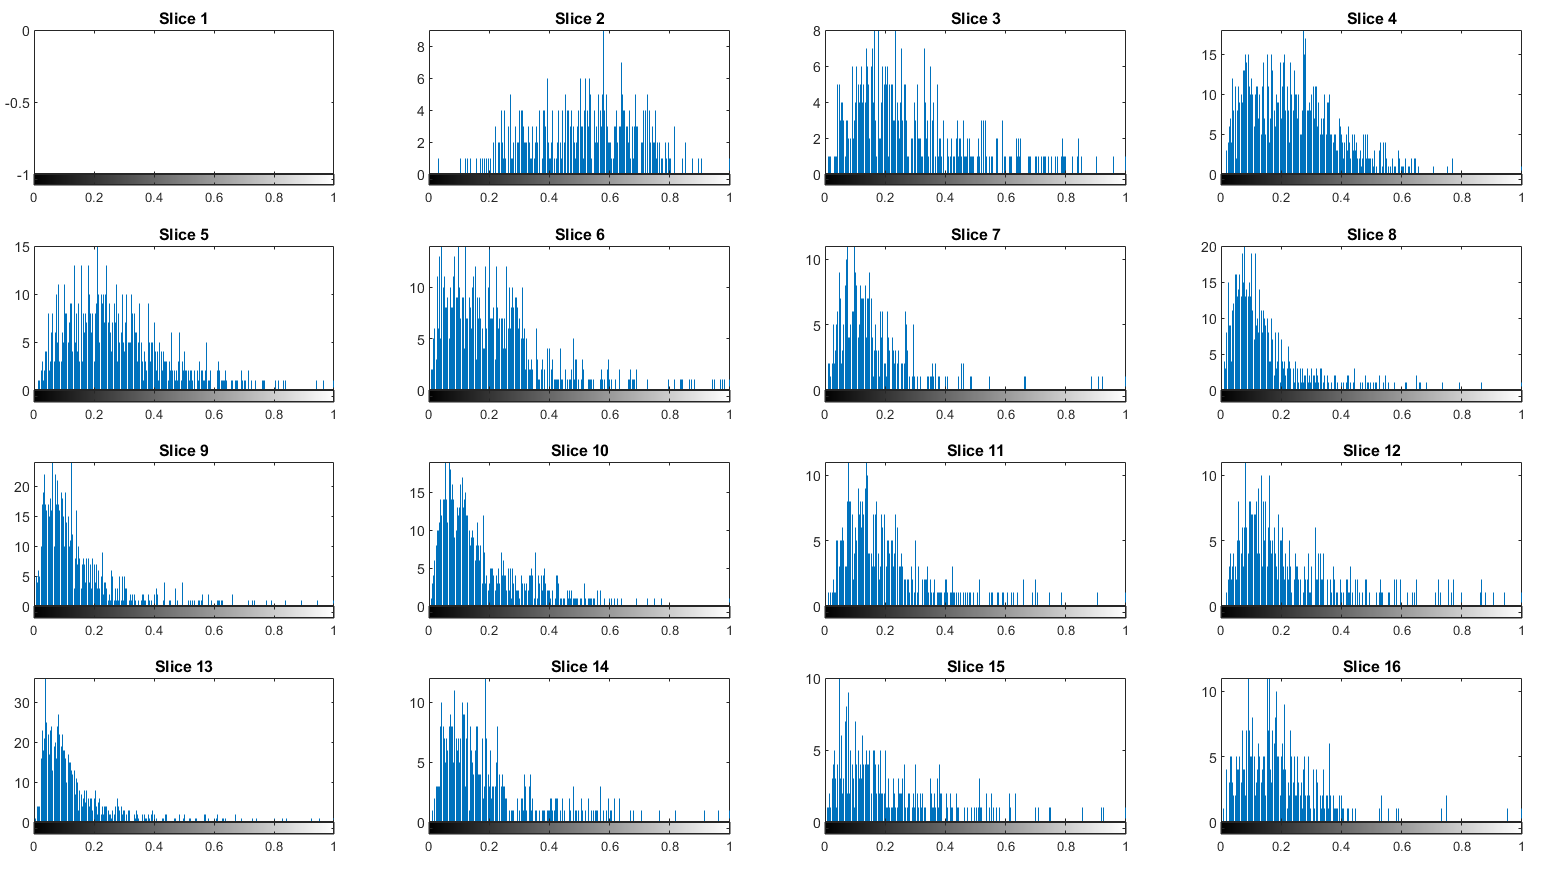 Slice 1 Slice 2 Slice 3 Slice 4
0 8 8 15
-0.5 6 6 10
-1 4 4 5
2 2 0
0 0
0 0.2 0.4 0.6 0.8 1 0 0.2 0.4 0.6 0.8 1 0 0.2 0.4 0.6 0.8 1 0 0.2 0.4 0.6 0.8 1
Slice 5 Slice 6 Slice 7 Slice 8
15 10 10 20
10 5 5 15
5 0 0 10
0 5
0
0 0.2 0.4 0.6 0.8 1 0 0.2 0.4 0.6 0.8 1 0 0.2 0.4 0.6 0.8 1 0 0.2 0.4 0.6 0.8 1
Slice 9 Slice 10 Slice 11 Slice 12
20 15 10 10
15 10 5 5
10 5 0 0
5 0
0
0 0.2 0.4 0.6 0.8 1 0 0.2 0.4 0.6 0.8 1 0 0.2 0.4 0.6 0.8 1 0 0.2 0.4 0.6 0.8 1
Slice 13 Slice 14 Slice 15 Slice 16
30 10 10 10
20 5 5 5
10 0 0 0
0
0 0.2 0.4 0.6 0.8 1 0 0.2 0.4 0.6 0.8 1 0 0.2 0.4 0.6 0.8 1 0 0.2 0.4 0.6 0.8 1